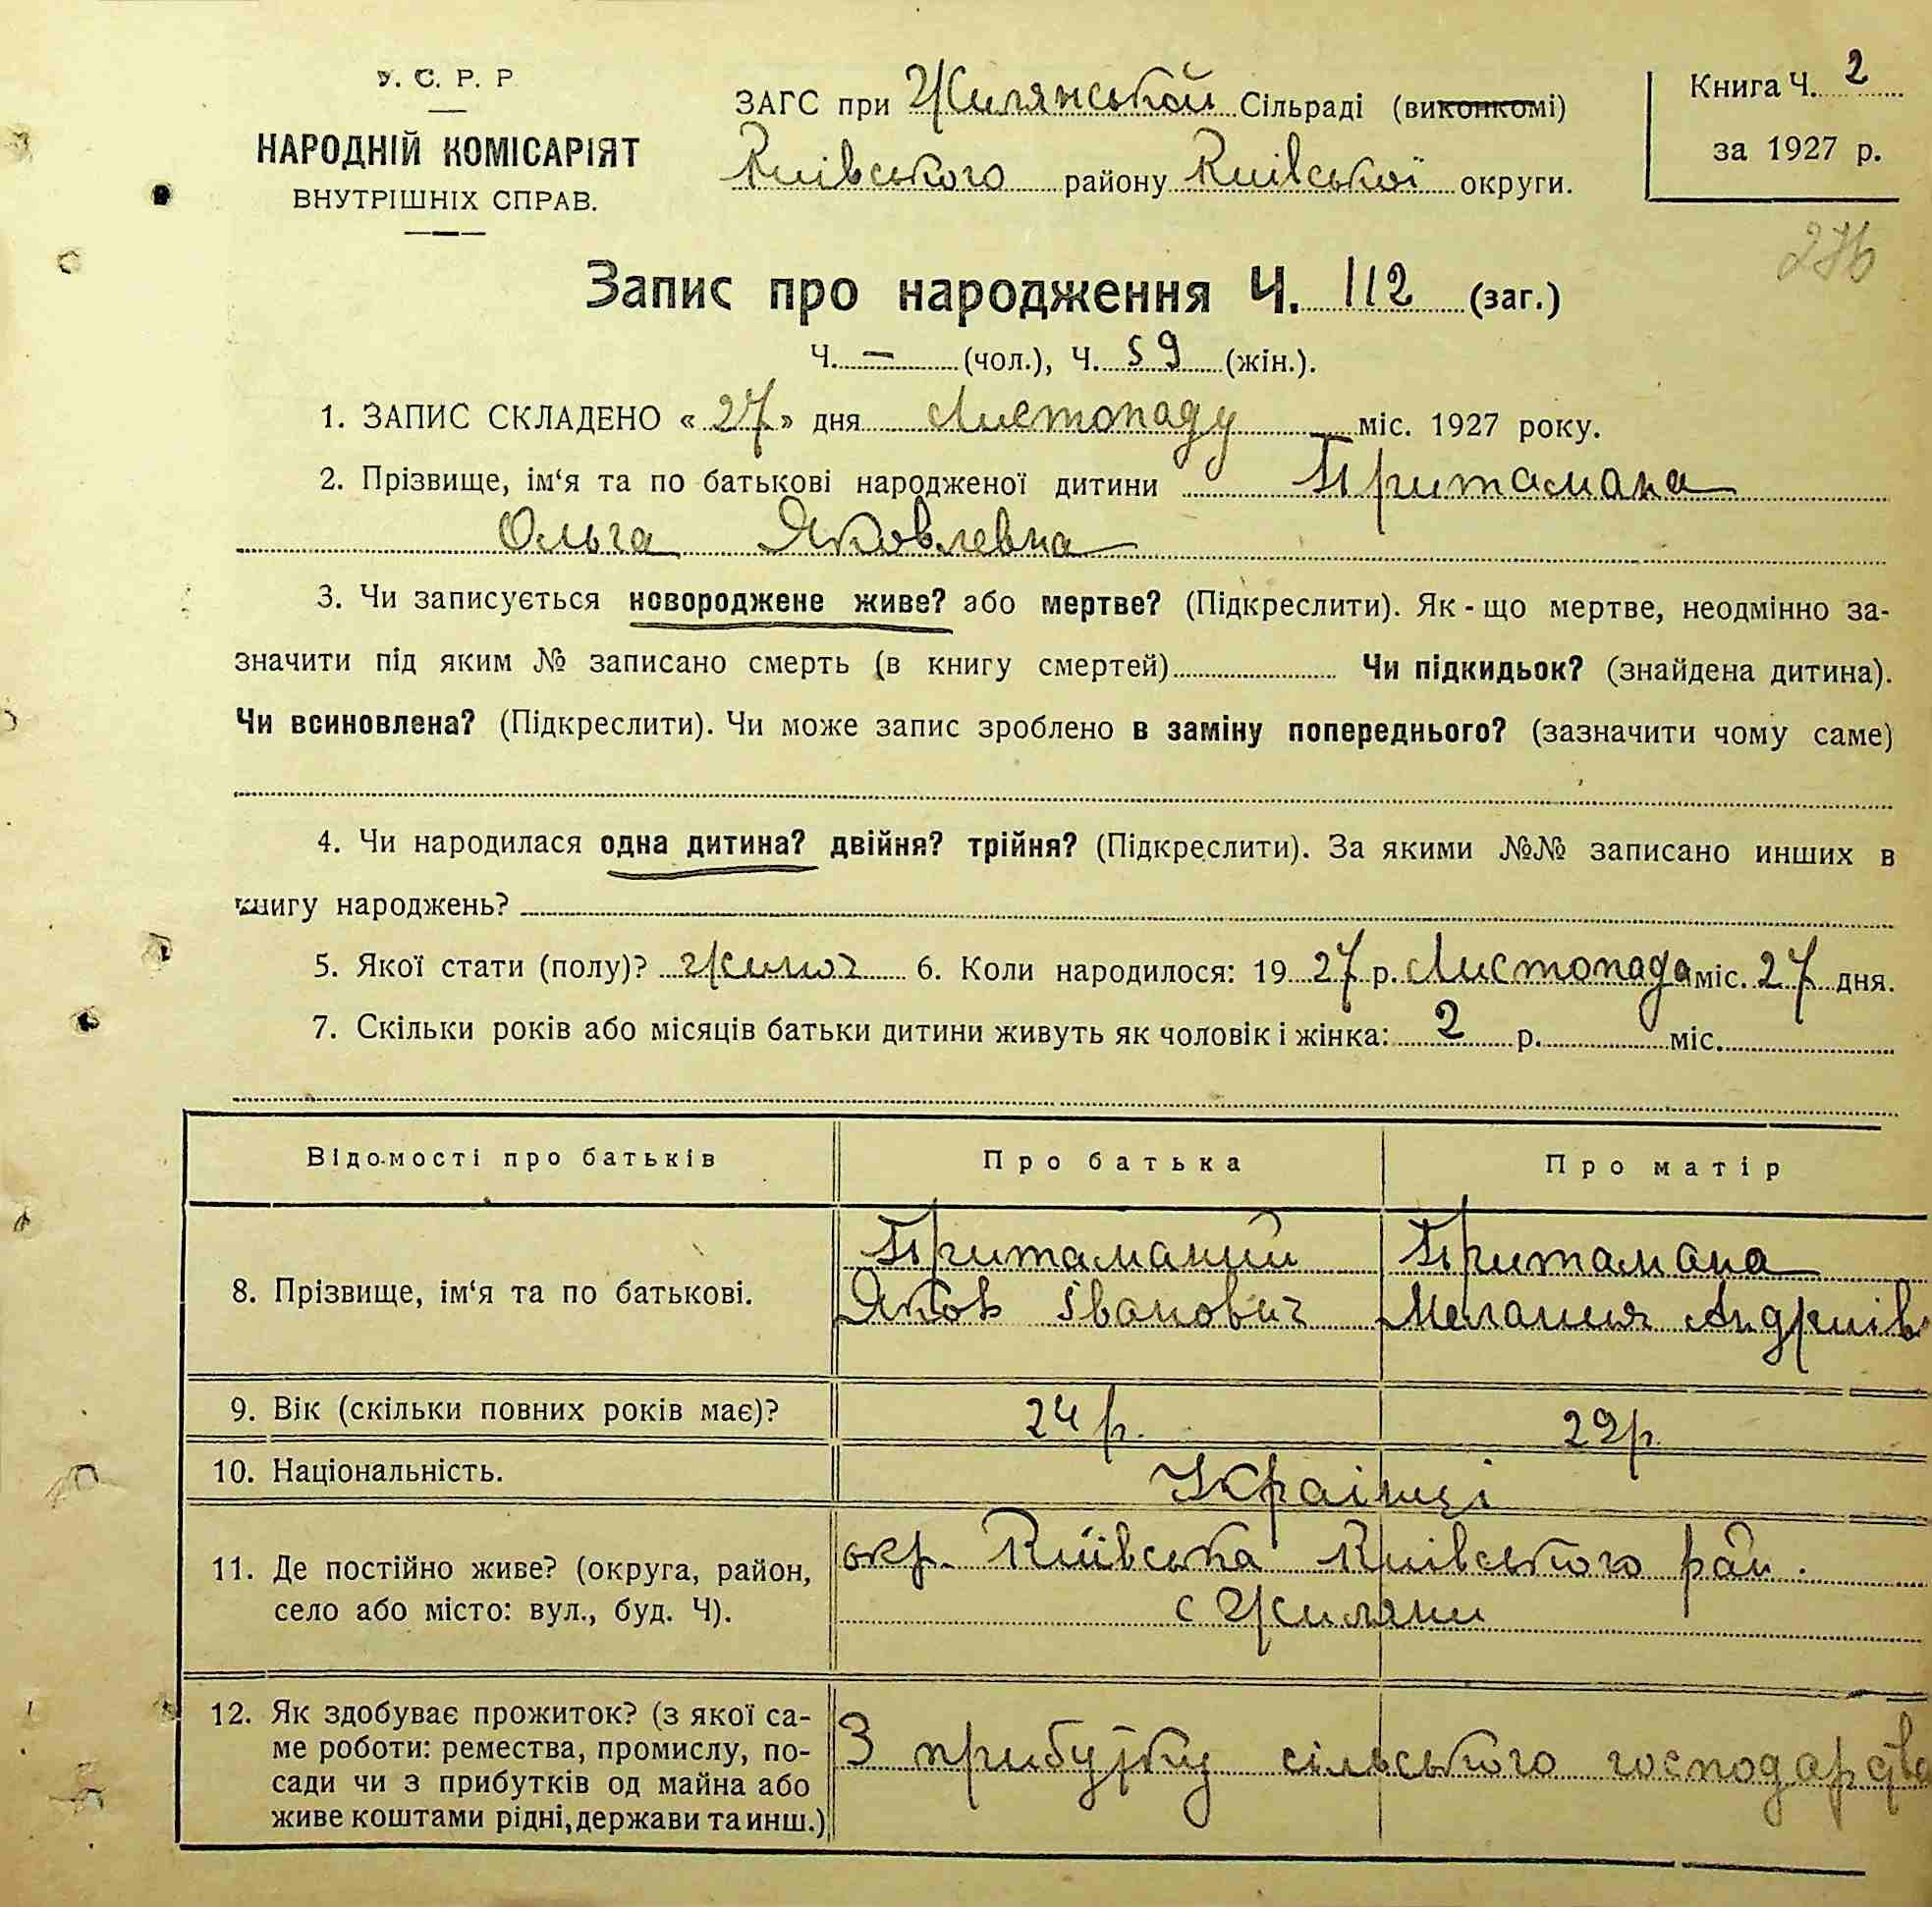 У. С. Р. Р
НАРОДНІЙ КОМІСАРІЯТ
ВНУТРІШНІХ СПРАВ.
ЗАГС при Жилянській Сільраді (виконкомі)
Київського району Київської округи.
Книга Ч. 2
за 1927 р.
276
Запис про народження Ч. 112 (заг.)
Ч. — (чол.), Ч. 59 (жін.).
1. ЗАПИС СКЛАДЕНО « 27 » дня Листопаду міс. 1927 року.
2. Прізвище, ім‘я та по батькові народженої дитини Притамана
Ольга Яковлевна
3. Чи записується новороджене живе? або мертве? (Підкреслити). Як - що мертве, неодмінно за-
значити під яким № записано смерть (в книгу смертей) Чи підкидьок? (знайдена дитина).
Чи всиновлена? (Підкреслити). Чи може запис зроблено в заміну попереднього? (зазначити чому саме)
4. Чи народилася одна дитина? двійня? трійня? (Підкреслити). За якими №№ записано инших в
книгу народжень?
5. Якої стати (полу)? жіноч 6. Коли народилося: 19 27 р. Листопада міс. 27 дня.
7. Скільки років або місяців батьки дитини живуть як чоловік і жінка: 2 р. міс.
Відомості про батьків Про батька Про матір
8. Прізвище, ім‘я та по батькові. Притаманий Притамана
Яков Іванович Мелания Андриів
9. Вік (скільки повних років має)? 24 р. 22 р.
10. Національність. Українці
11. Де постійно живе? (округа, район,
село або місто: вул., буд. Ч).
окр. Київська Київського рай.
с Жиляни
12. Як здобуває прожиток? (з якої са-
ме роботи: ремества, промислу, по-
сади чи з прибутків од майна або
живе коштами рідні, держави та инш.)
З прибутку сільського господарства